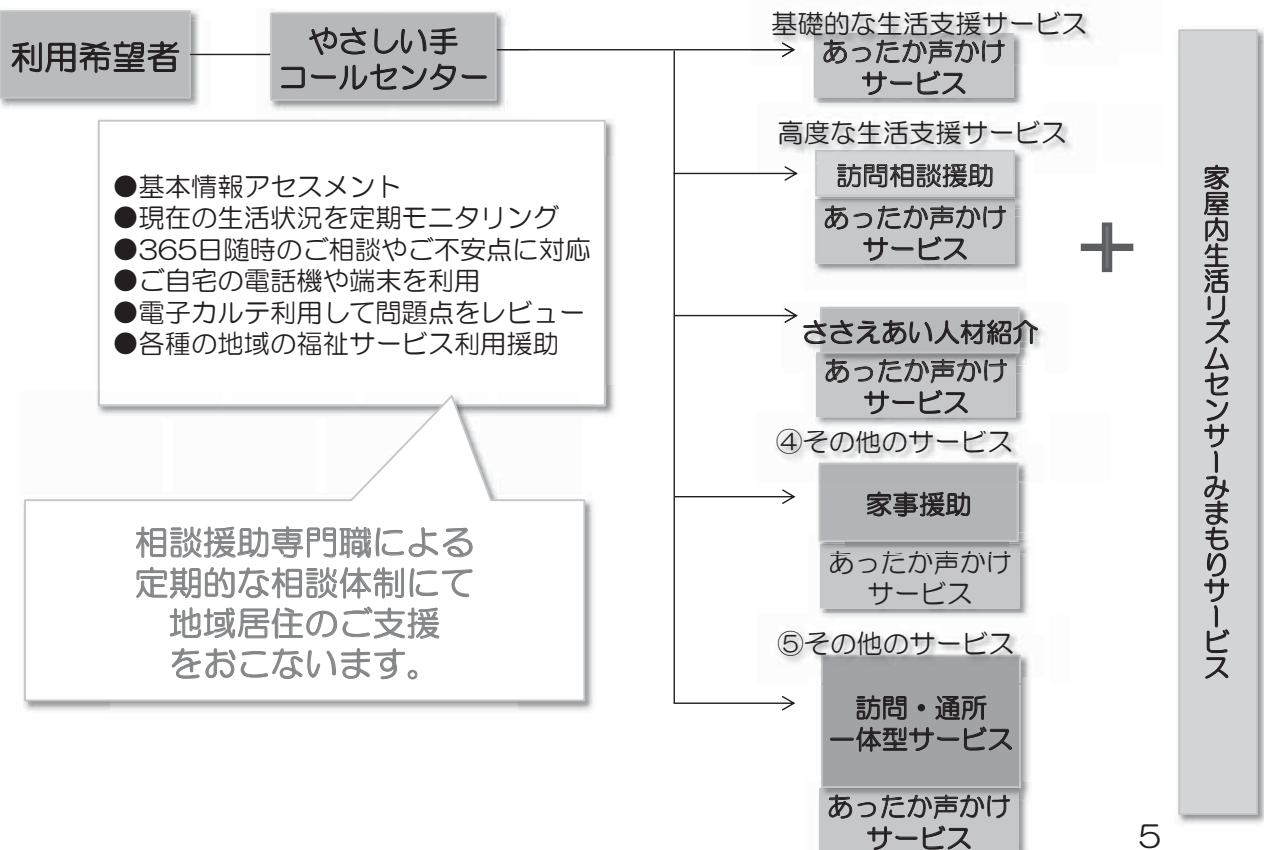 利用希望者
やさしい手
コールセンター
●基本情報アセスメント
●現在の生活状況を定期モニタリング
●365日随時のご相談やご不安点に対応
●ご自宅の電話機や端末を利用
●電子カルテ利用して問題点をレビュー
●各種の地域の福祉サービス利用援助
相談援助専門職による
定期的な相談体制にて
地域居住のご支援
をおこないます。
基礎的な生活支援サービス
あったか声かけ
サービス
高度な生活支援サービス
訪問相談援助
あったか声かけ
サービス
ささえあい人材紹介
あったか声かけ
サービス
④その他のサービス
家事援助
あったか声かけ
サービス
⑤その他のサービス
訪問・通所
一体型サービス
あったか声かけ
サービス
+
家屋内生活リズムセンサーみまもりサービス
5